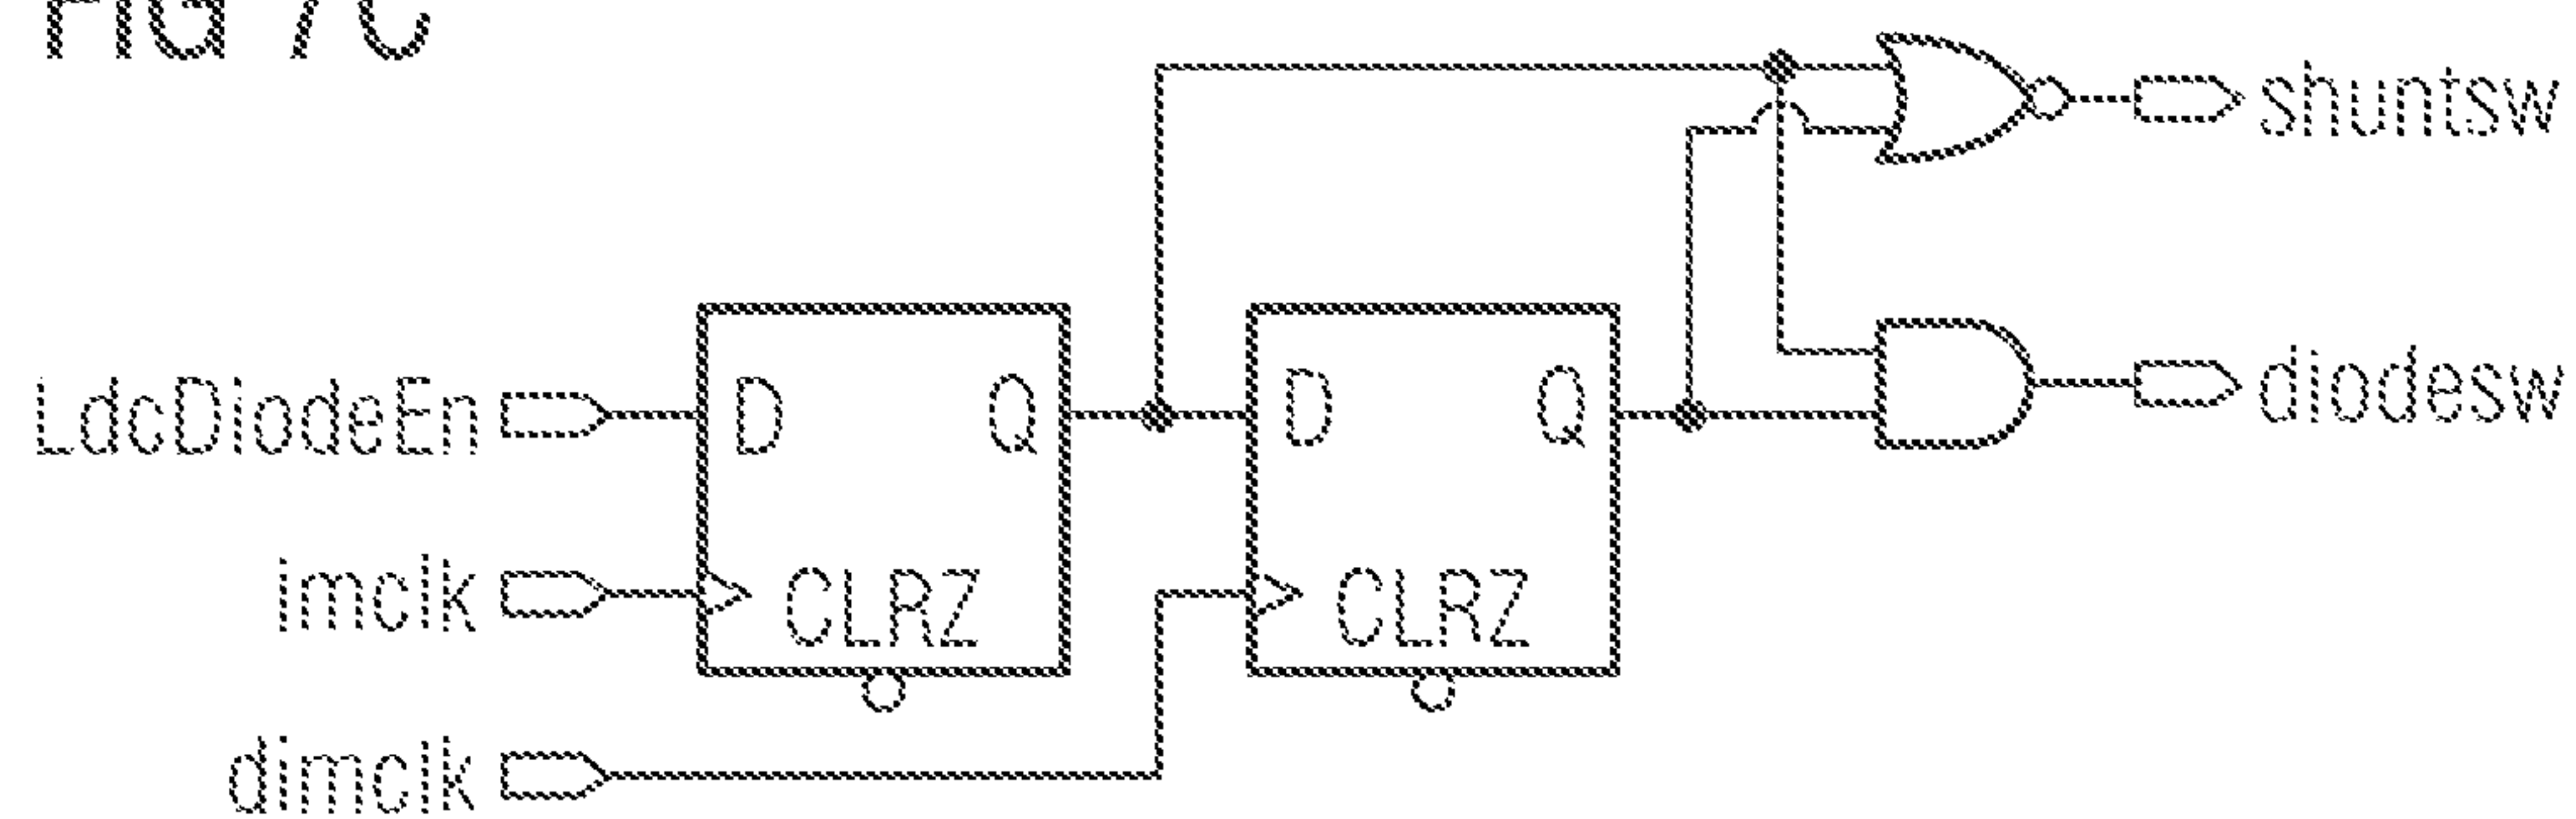 FIG 7C
shuntsw
LdcDiodeEn D Q D Q diodesw
imclk CLRZ CLRZ
dimclk